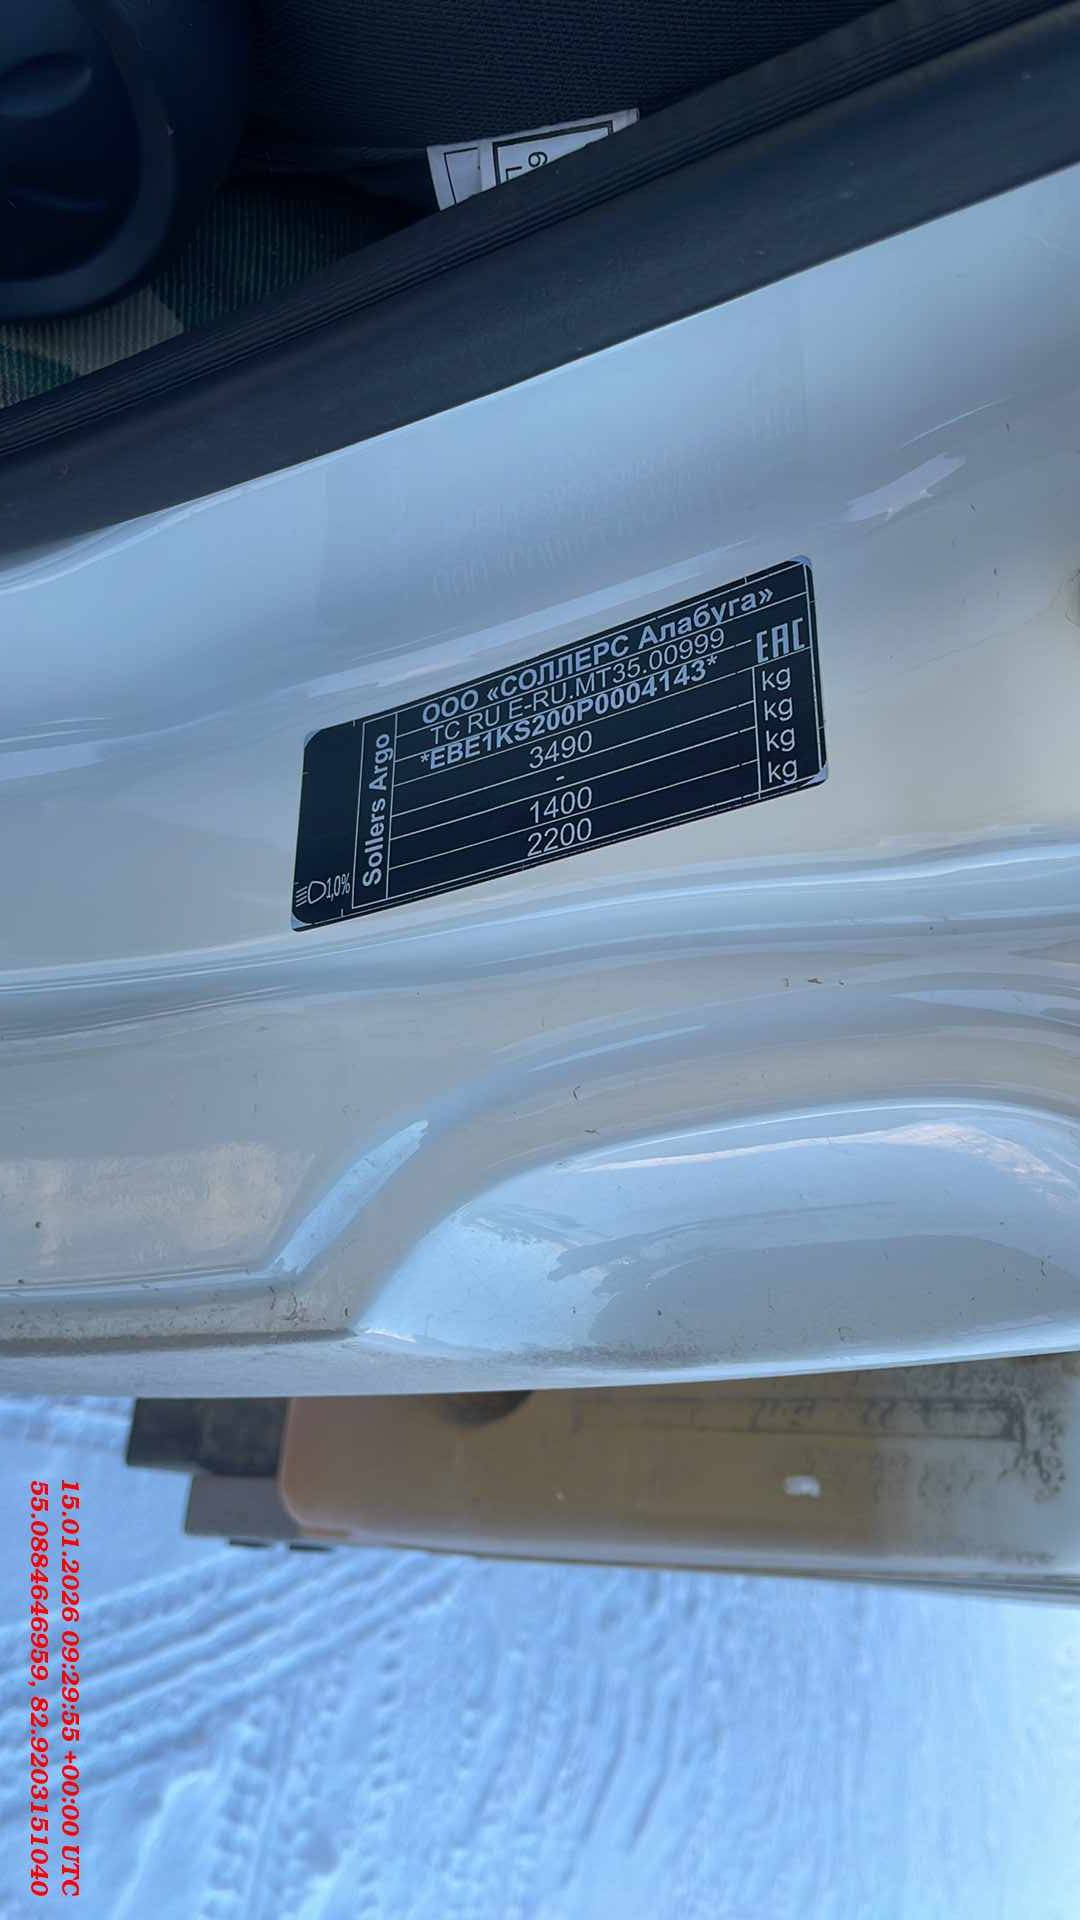 ООО «СОЛЛЕРС Алабуга»
ТС RU E-RU.MT35.00999
*EBE1KS200P0004143*
EAC
3490 kg
- kg
1400 kg
2200 kg
Sollers Argo
1,0%
15.01.2026 09:29:55 +00:00 UTC
55.0884646959, 82.9203151040